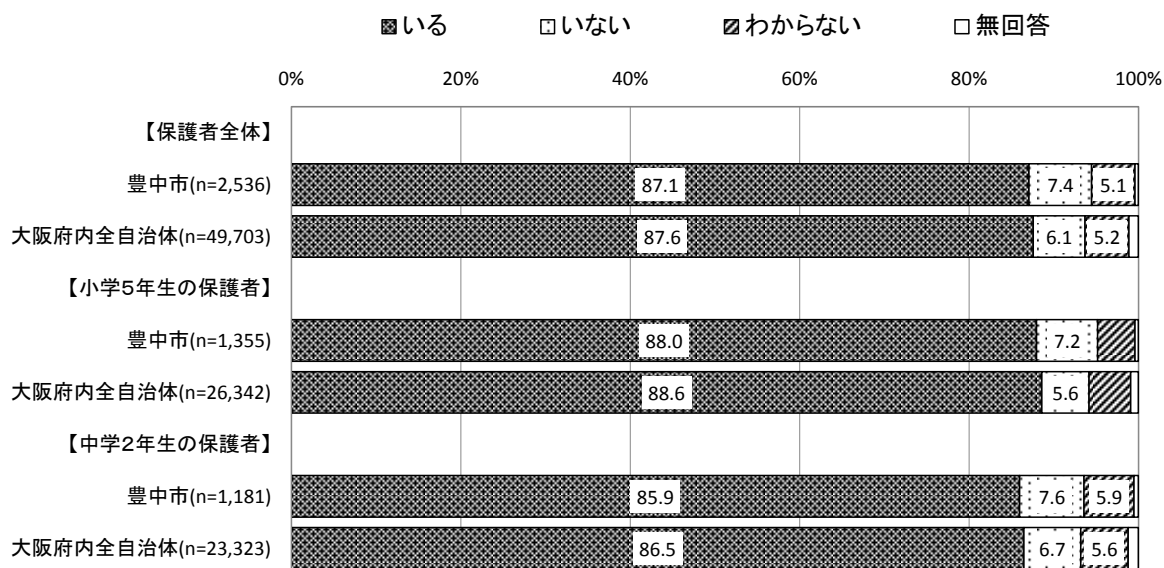 いる いない わからない 無回答
0% 20% 40% 60% 80% 100%
【保護者全体】
豊中市(n=2,536) 87.1 7.4 5.1
大阪府内全自治体(n=49,703) 87.6 6.1 5.2
【小学5年生の保護者】
豊中市(n=1,355) 88.0 7.2
大阪府内全自治体(n=26,342) 88.6 5.6
【中学2年生の保護者】
豊中市(n=1,181) 85.9 7.6 5.9
大阪府内全自治体(n=23,323) 86.5 6.7 5.6